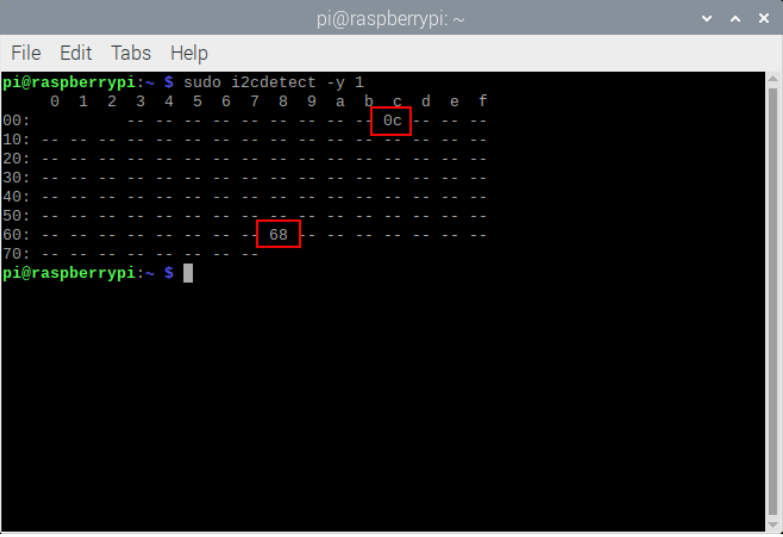 pi@raspberrypi: ~
File Edit Tabs Help
pi@raspberrypi:~ $ sudo i2cdetect -y 1
     0  1  2  3  4  5  6  7  8  9  a  b  c  d  e  f
00:          -- -- -- -- -- -- -- -- -- 0c -- -- --
10: -- -- -- -- -- -- -- -- -- -- -- -- -- -- -- --
20: -- -- -- -- -- -- -- -- -- -- -- -- -- -- -- --
30: -- -- -- -- -- -- -- -- -- -- -- -- -- -- -- --
40: -- -- -- -- -- -- -- -- -- -- -- -- -- -- -- --
50: -- -- -- -- -- -- -- -- -- -- -- -- -- -- -- --
60: -- -- -- -- -- -- -- -- 68 -- -- -- -- -- -- --
70: -- -- -- -- -- -- -- --
pi@raspberrypi:~ $